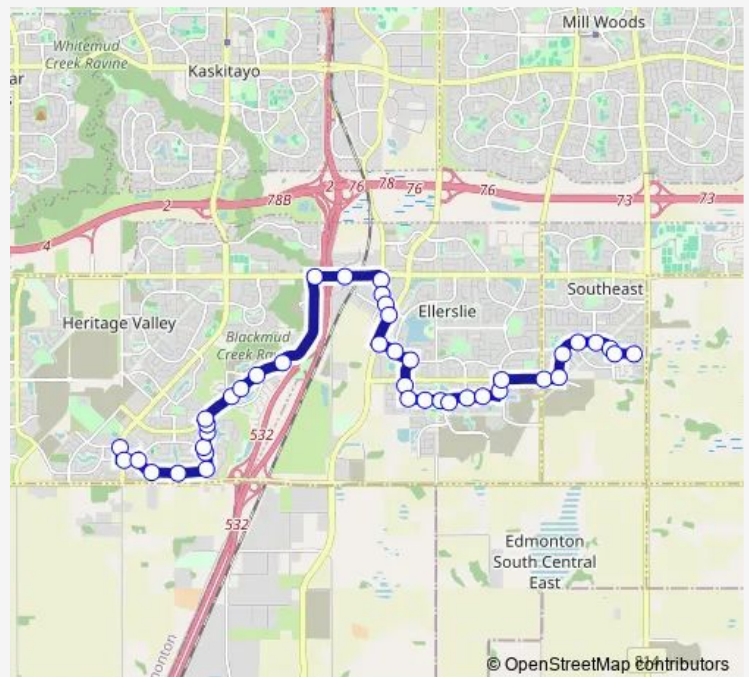 Mill Woods
Whitemud
Creek Ravine
Kaskitayo
ar
2
78B
2
76
78
76
76
73
73
4
Southeast
Ellerslie
Heritage Valley
Blackmud
Creek Ra
532
532
Edmonton
South Central
East
monton
814
© OpenStreetMap contributors